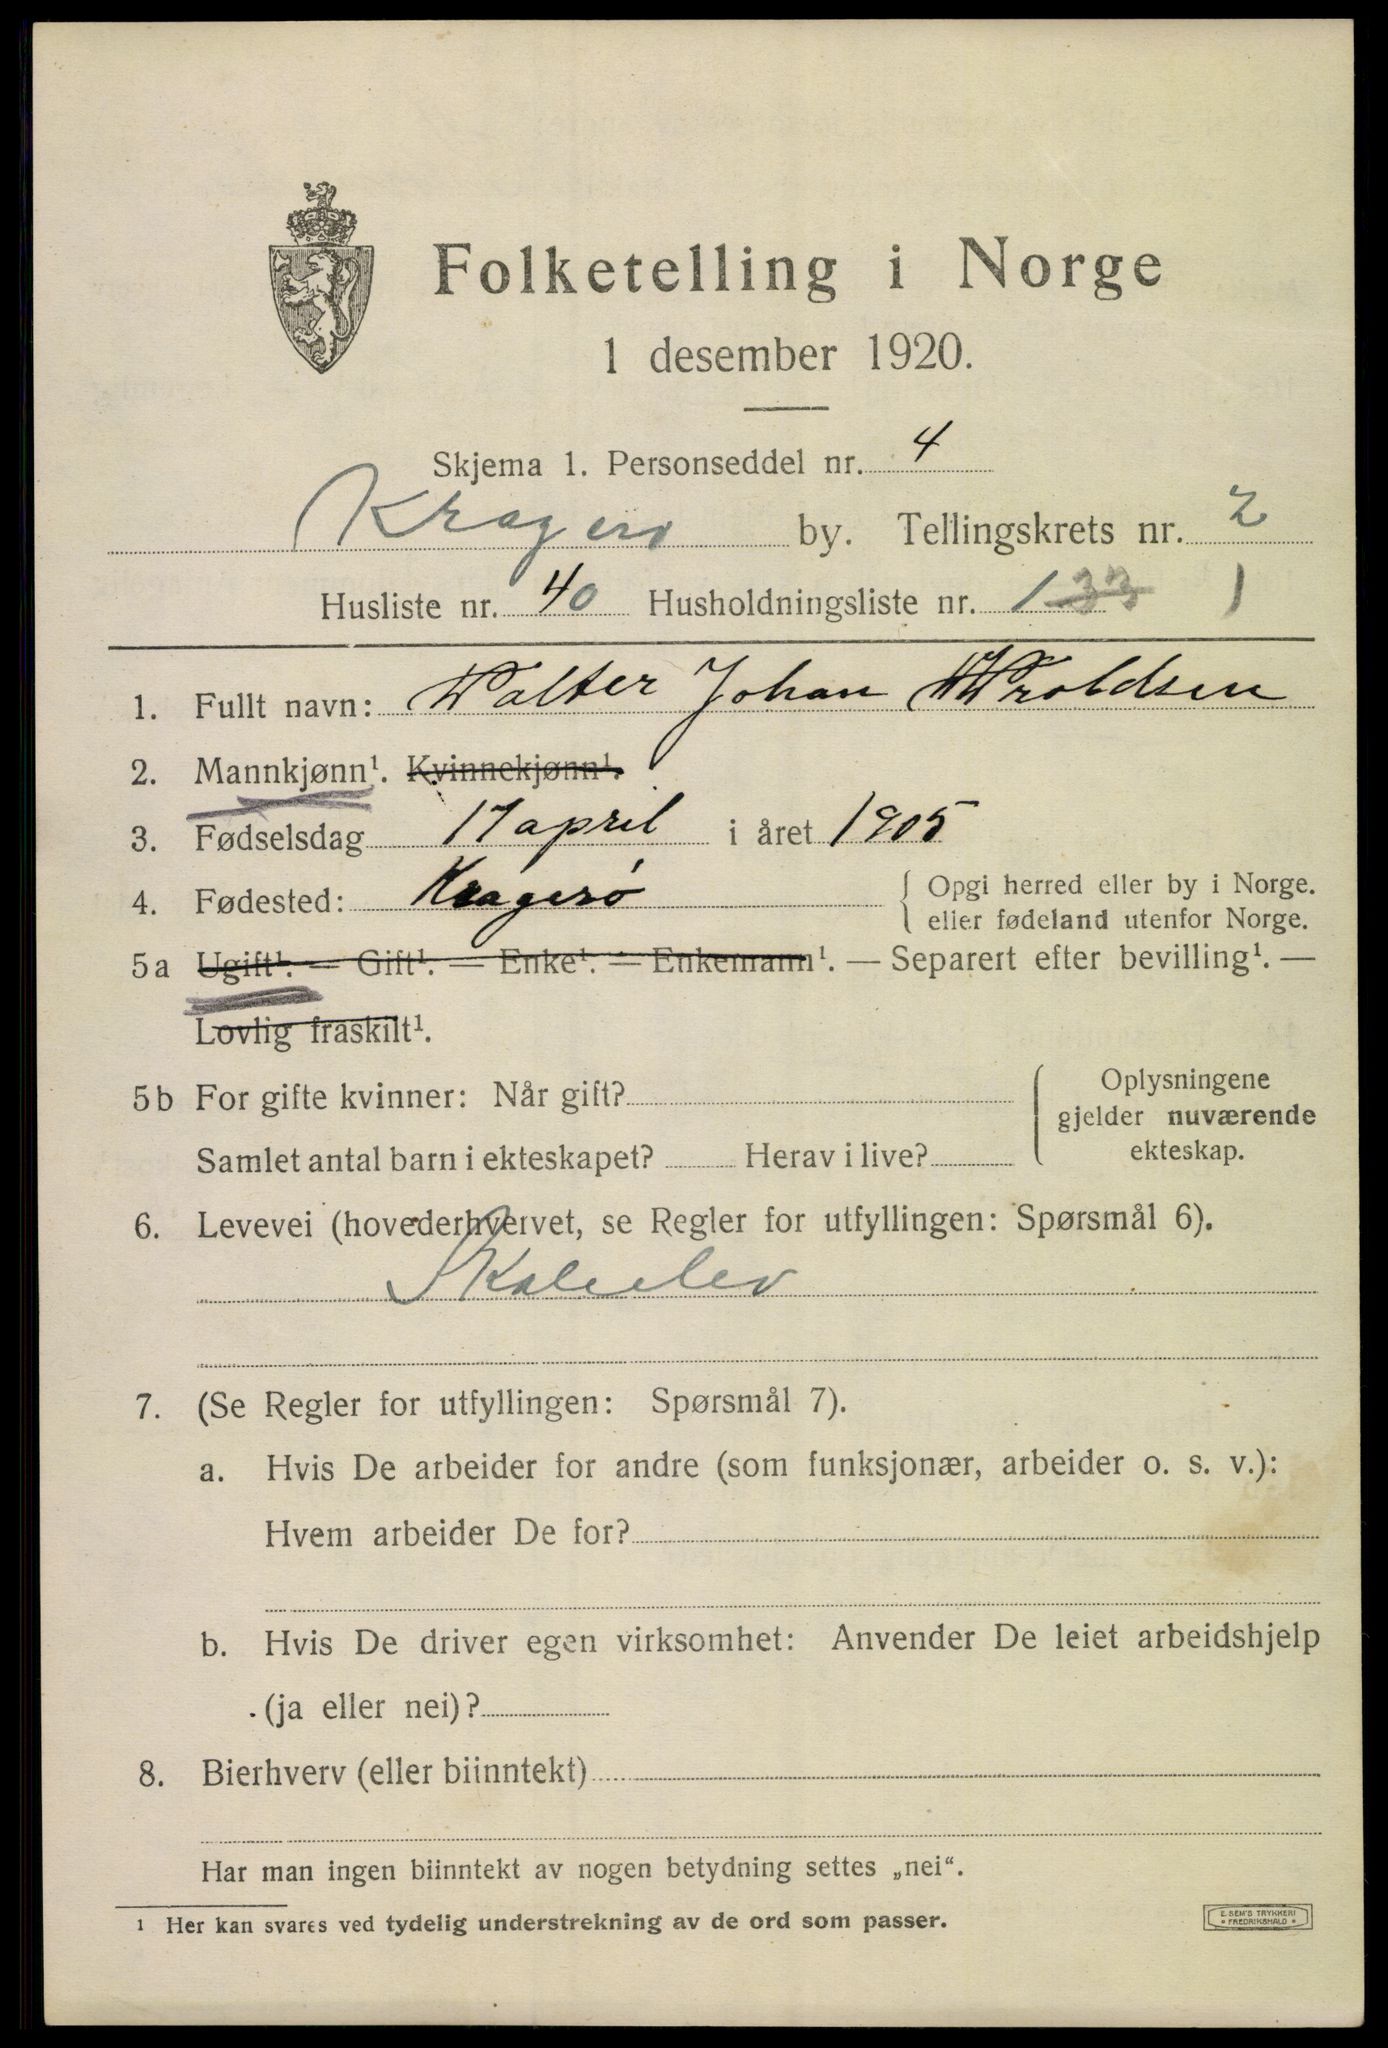 Folketelling i Norge
1 desember 1920.
Skjema 1. Personseddel nr. 4
Kragerø by. Tellingskrets nr. 2
Husliste nr. 40 Husholdningsliste nr. 133 1
1. Fullt navn: Walter Johan
2. Mannkjønn¹. Kvinnekjønn¹.
3. Fødselsdag 17 april i året 1905
4. Fødested: Kragerö { Opgi herred eller by i Norge.
eller fødeland utenfor Norge.
5a Ugift¹. — Gift¹. — Enke¹. — Enkemann¹. — Separert efter bevilling¹. —
Lovlig fraskilt¹.
5b For gifte kvinner: Når gift? { Oplysningene
gjelder nuværende
Samlet antal barn i ekteskapet? Herav i live? ekteskap.
6. Levevei (hovederhvervet, se Regler for utfyllingen: Spørsmål 6).
Skoleelev
7. (Se Regler for utfyllingen: Spørsmål 7).
a. Hvis De arbeider for andre (som funksjonær, arbeider o. s. v.):
Hvem arbeider De for?
b. Hvis De driver egen virksomhet: Anvender De leiet arbeidshjelp
(ja eller nei)?
8. Bierhverv (eller biinntekt)
Har man ingen biinntekt av nogen betydning settes „nei“.
¹ Her kan svares ved tydelig understrekning av de ord som passer.
E. SEM'S TRYKKERI
• FREDRIKSHALD •